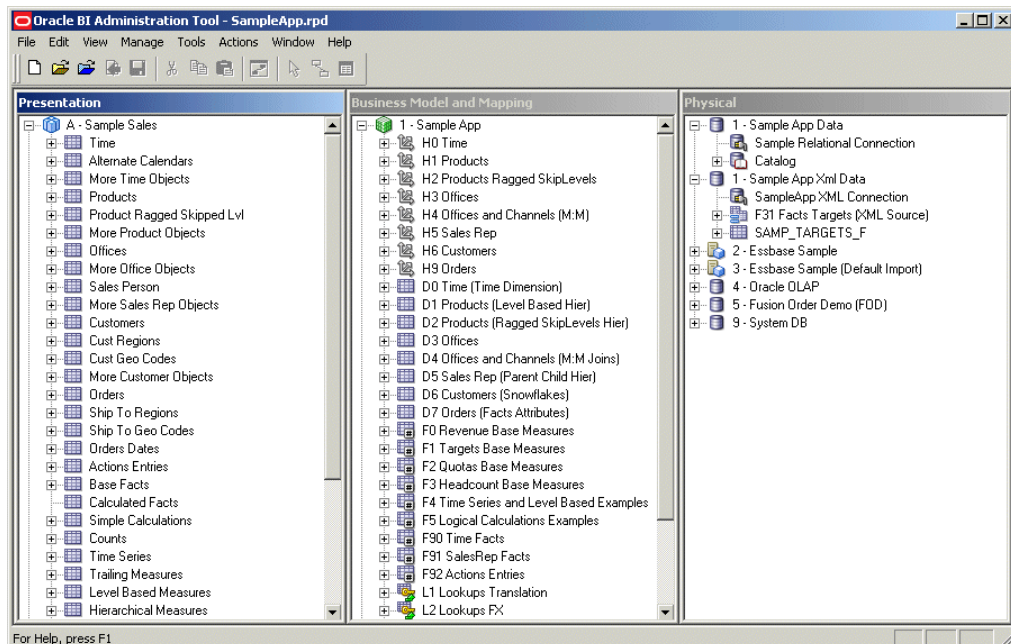 Oracle BI Administration Tool - SampleApp.rpd
File Edit View Manage Tools Actions Window Help
Presentation
A - Sample Sales
Time
Alternate Calendars
More Time Objects
Products
Product Ragged Skipped Lvl
More Product Objects
Offices
More Office Objects
Sales Person
More Sales Rep Objects
Customers
Cust Regions
Cust Geo Codes
More Customer Objects
Orders
Ship To Regions
Ship To Geo Codes
Orders Dates
Actions Entries
Base Facts
Calculated Facts
Simple Calculations
Counts
Time Series
Trailing Measures
Level Based Measures
Hierarchical Measures
Business Model and Mapping
1 - Sample App
H0 Time
H1 Products
H2 Products Ragged SkipLevels
H3 Offices
H4 Offices and Channels (M:M)
H5 Sales Rep
H6 Customers
H9 Orders
D0 Time (Time Dimension)
D1 Products (Level Based Hier)
D2 Products (Ragged SkipLevels Hier)
D3 Offices
D4 Offices and Channels (M:M Joins)
D5 Sales Rep (Parent Child Hier)
D6 Customers (Snowflakes)
D7 Orders (Facts Attributes)
F0 Revenue Base Measures
F1 Targets Base Measures
F2 Quotas Base Measures
F3 Headcount Base Measures
F4 Time Series and Level Based Examples
F5 Logical Calculations Examples
F90 Time Facts
F91 SalesRep Facts
F92 Actions Entries
L1 Lookups Translation
L2 Lookups FX
Physical
1 - Sample App Data
Sample Relational Connection
Catalog
1 - Sample App Xml Data
SampleApp XML Connection
F31 Facts Targets (XML Source)
SAMP_TARGETS_F
2 - Essbase Sample
3 - Essbase Sample (Default Import)
4 - Oracle OLAP
5 - Fusion Order Demo (FOD)
9 - System DB
For Help, press F1